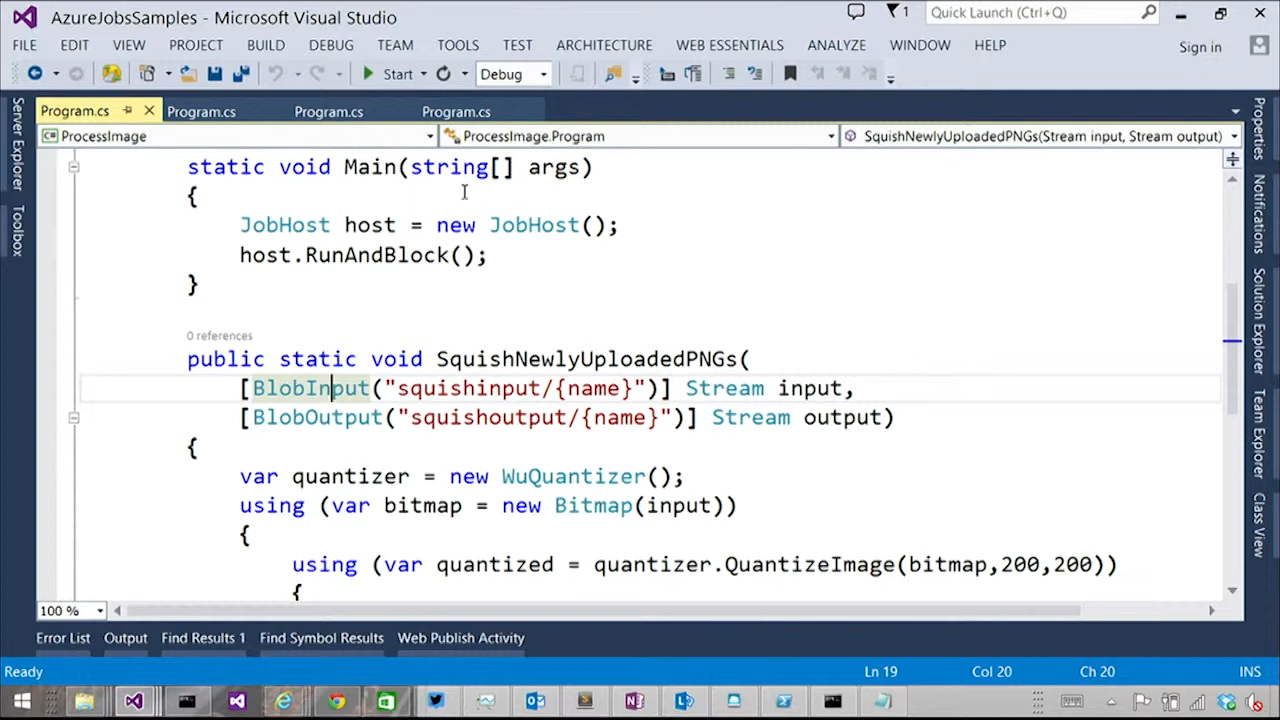 AzureJobsSamples - Microsoft Visual Studio
1
Quick Launch (Ctrl+Q)
FILE EDIT VIEW PROJECT BUILD DEBUG TEAM TOOLS TEST ARCHITECTURE WEB ESSENTIALS ANALYZE WINDOW HELP
Sign in
Start
Debug
Program.cs Program.cs Program.cs Program.cs
ProcessImage
ProcessImage.Program
SquishNewlyUploadedPNGs(Stream input, Stream output)
Server Explorer
Toolbox
static void Main(string[] args)
{
JobHost host = new JobHost();
host.RunAndBlock();
}
0 references
public static void SquishNewlyUploadedPNGs(
[BlobInput("squishinput/{name}")] Stream input,
[BlobOutput("squishoutput/{name}")] Stream output)
{
var quantizer = new WuQuantizer();
using (var bitmap = new Bitmap(input))
{
using (var quantized = quantizer.QuantizeImage(bitmap,200,200))
{
Properties
Notifications
Solution Explorer
Team Explorer
Class View
100 %
Error List Output Find Results 1 Find Symbol Results Web Publish Activity
Ready
Ln 19
Col 20
Ch 20
INS